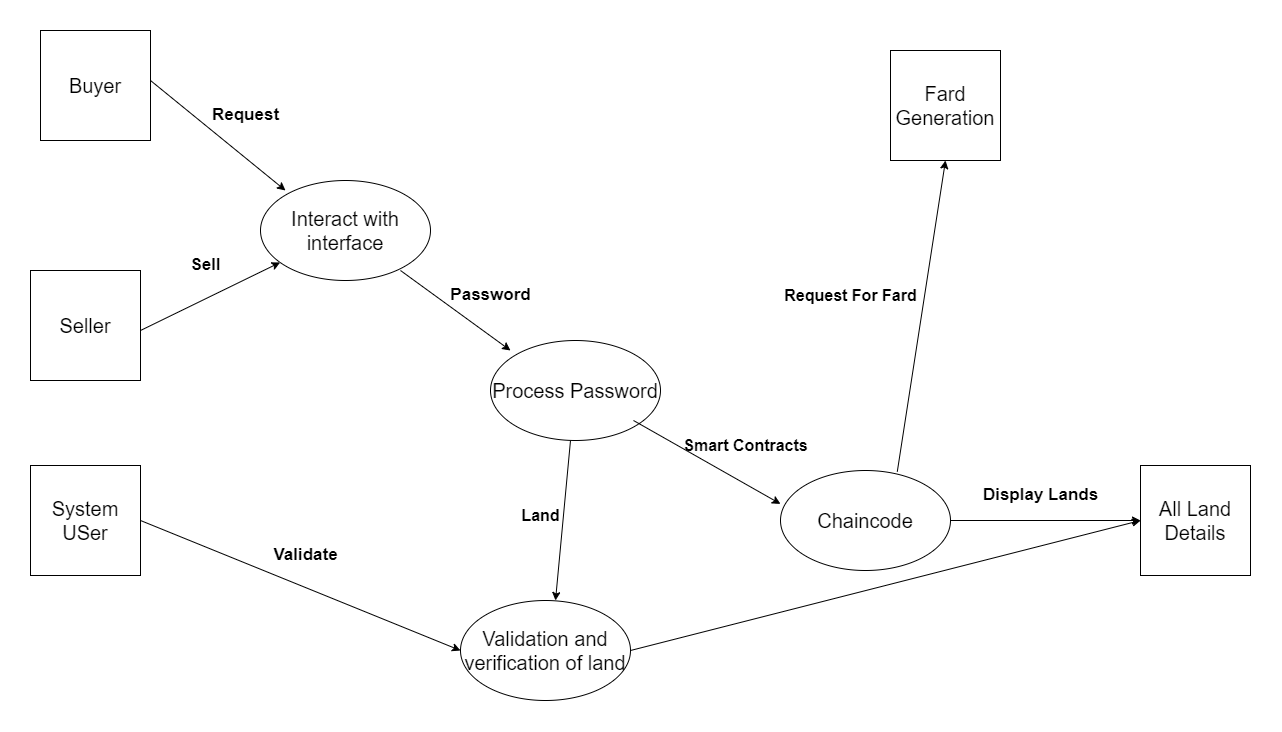 Buyer
Request
Fard
Generation
Interact with
interface
Sell
Seller
Password
Request For Fard
Process Password
Smart Contracts
System
USer
Land
Chaincode
Display Lands
All Land
Details
Validate
Validation and
verification of land